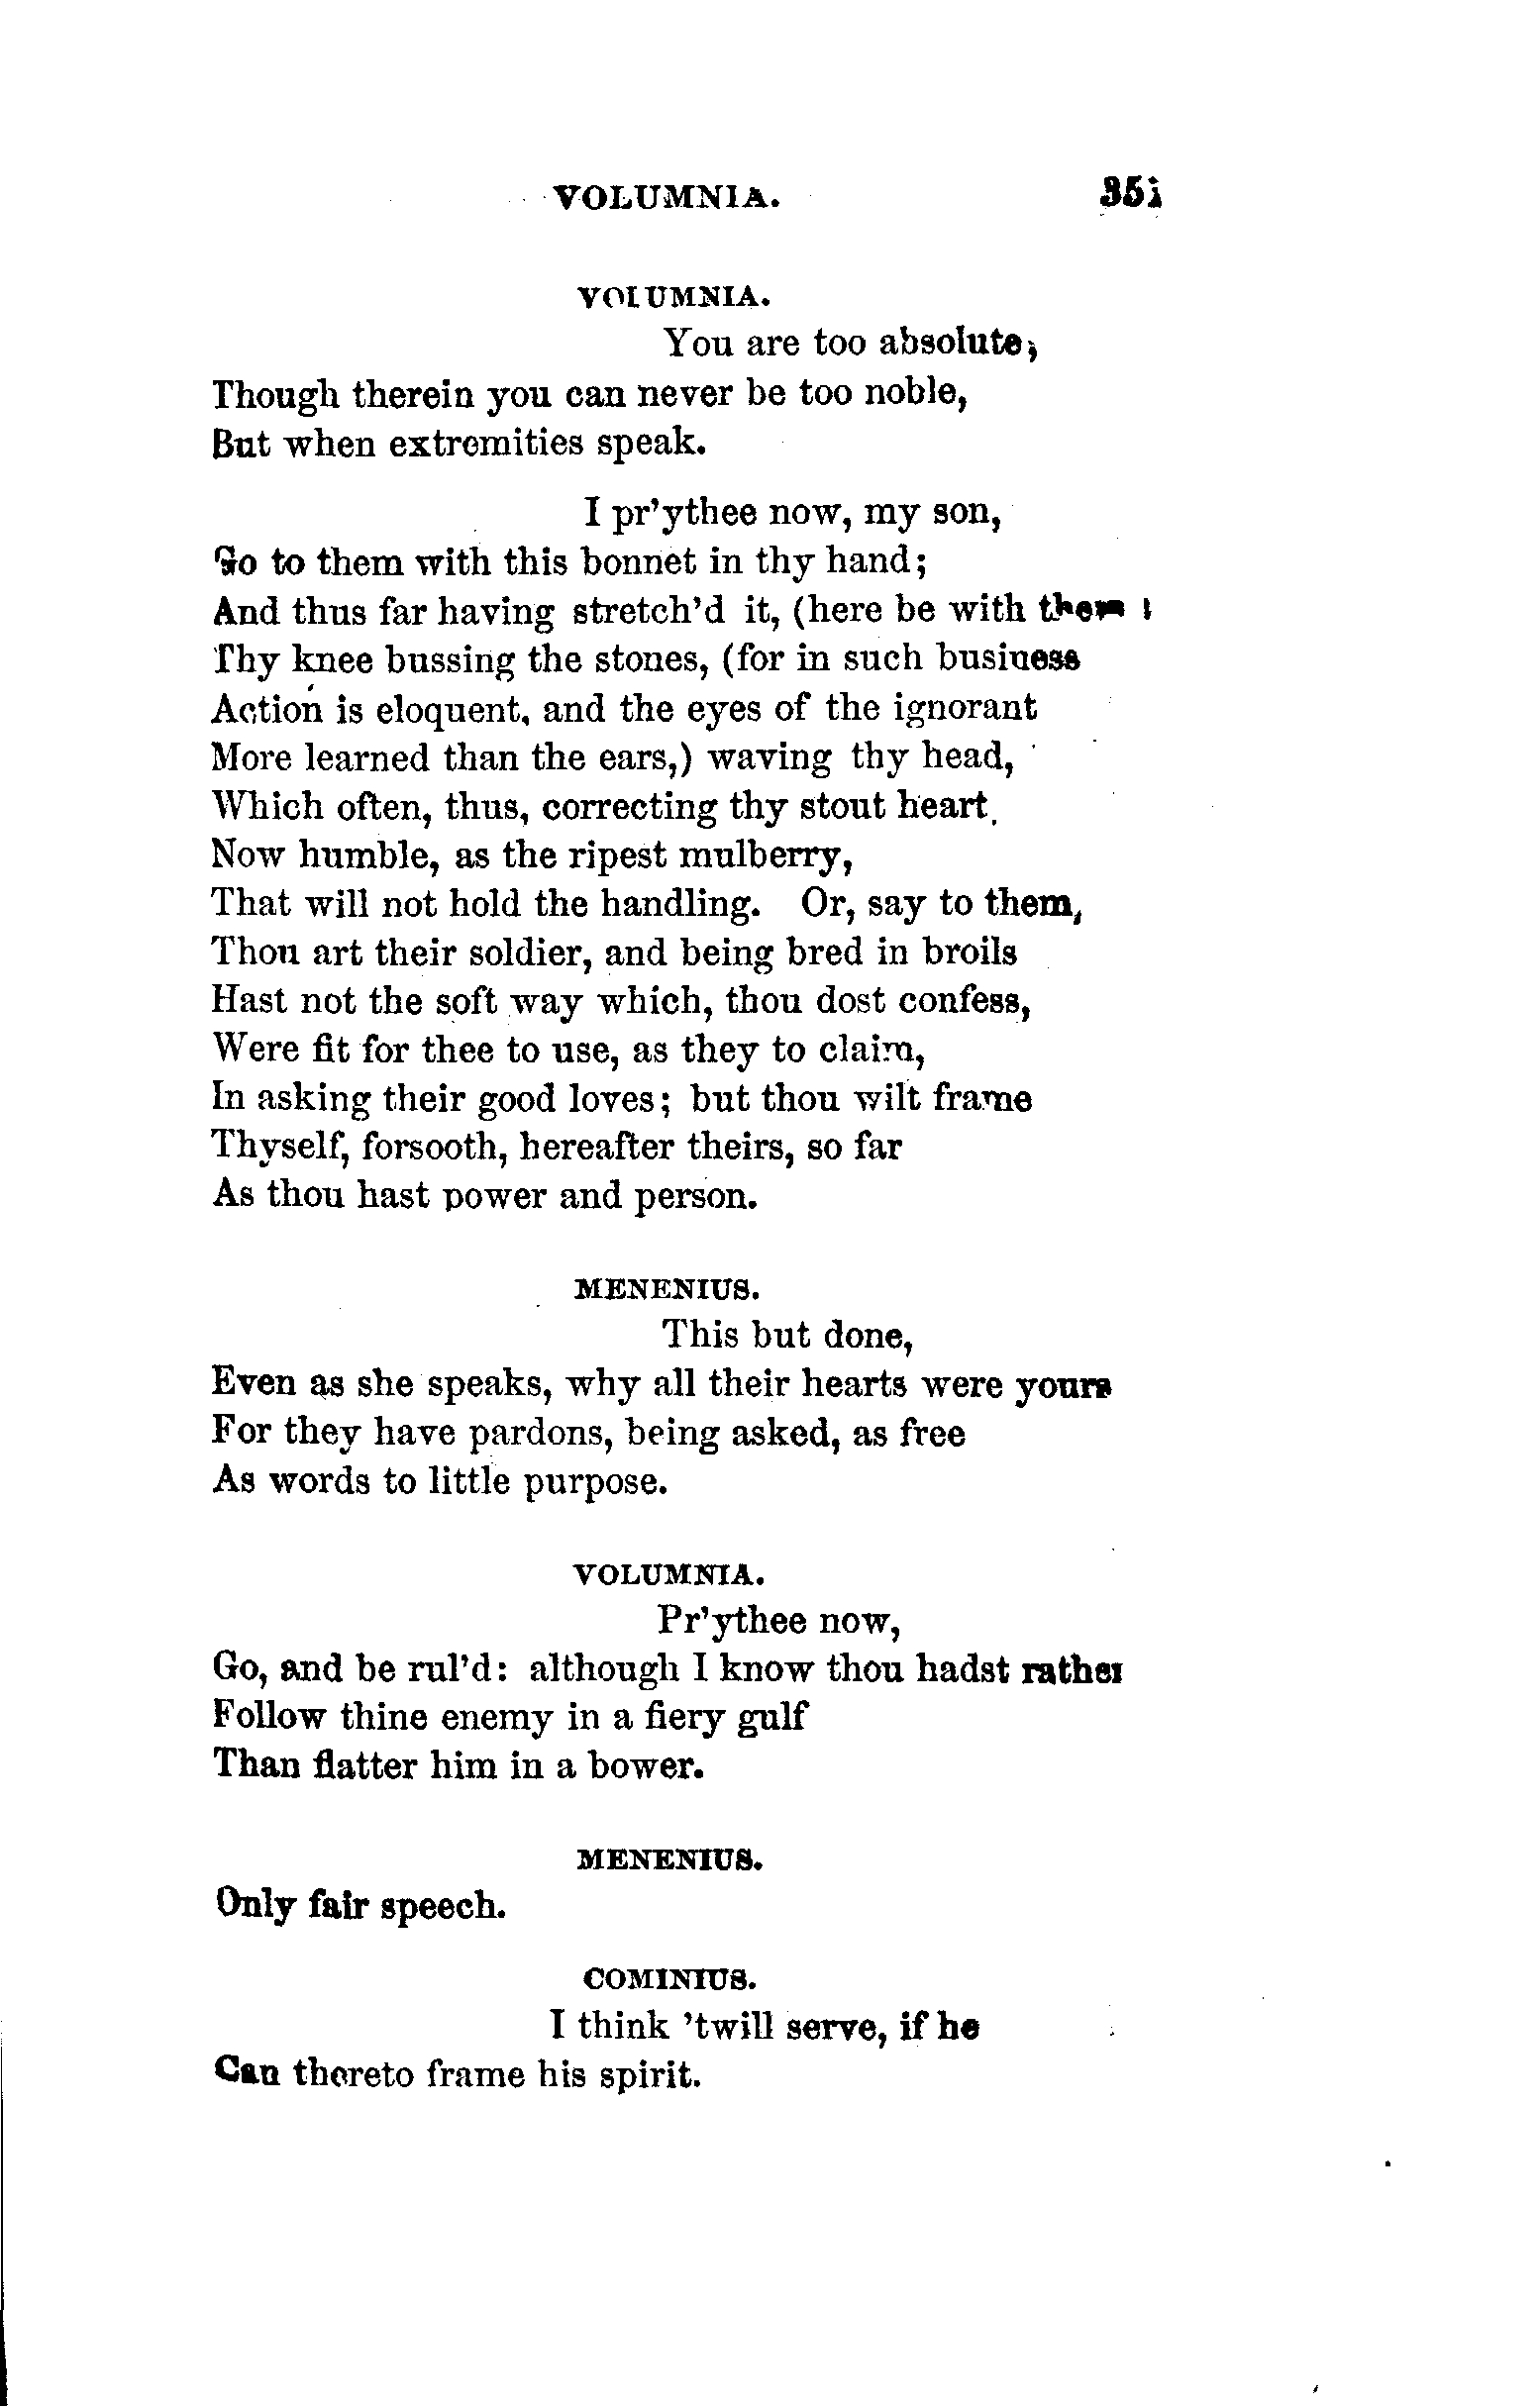 VOLUMNIA. 351
VOLUMNIA.
You are too absolute,
Though therein you can never be too noble,
But when extremities speak.
I pr'ythee now, my son,
Go to them with this bonnet in thy hand;
And thus far having stretch'd it, (here be with them)
Thy knee bussing the stones, (for in such business
Action is eloquent, and the eyes of the ignorant
More learned than the ears,) waving thy head,
Which often, thus, correcting thy stout heart,
Now humble, as the ripest mulberry,
That will not hold the handling. Or, say to them,
Thou art their soldier, and being bred in broils
Hast not the soft way which, thou dost confess,
Were fit for thee to use, as they to claim,
In asking their good loves; but thou wilt frame
Thyself, forsooth, hereafter theirs, so far
As thou hast power and person.
MENENIUS.
This but done,
Even as she speaks, why all their hearts were yours
For they have pardons, being asked, as free
As words to little purpose.
VOLUMNIA.
Pr'ythee now,
Go, and be rul'd: although I know thou hadst rather
Follow thine enemy in a fiery gulf
Than flatter him in a bower.
MENENIUS.
Only fair speech.
COMINIUS.
I think 'twill serve, if he
Can thereto frame his spirit.